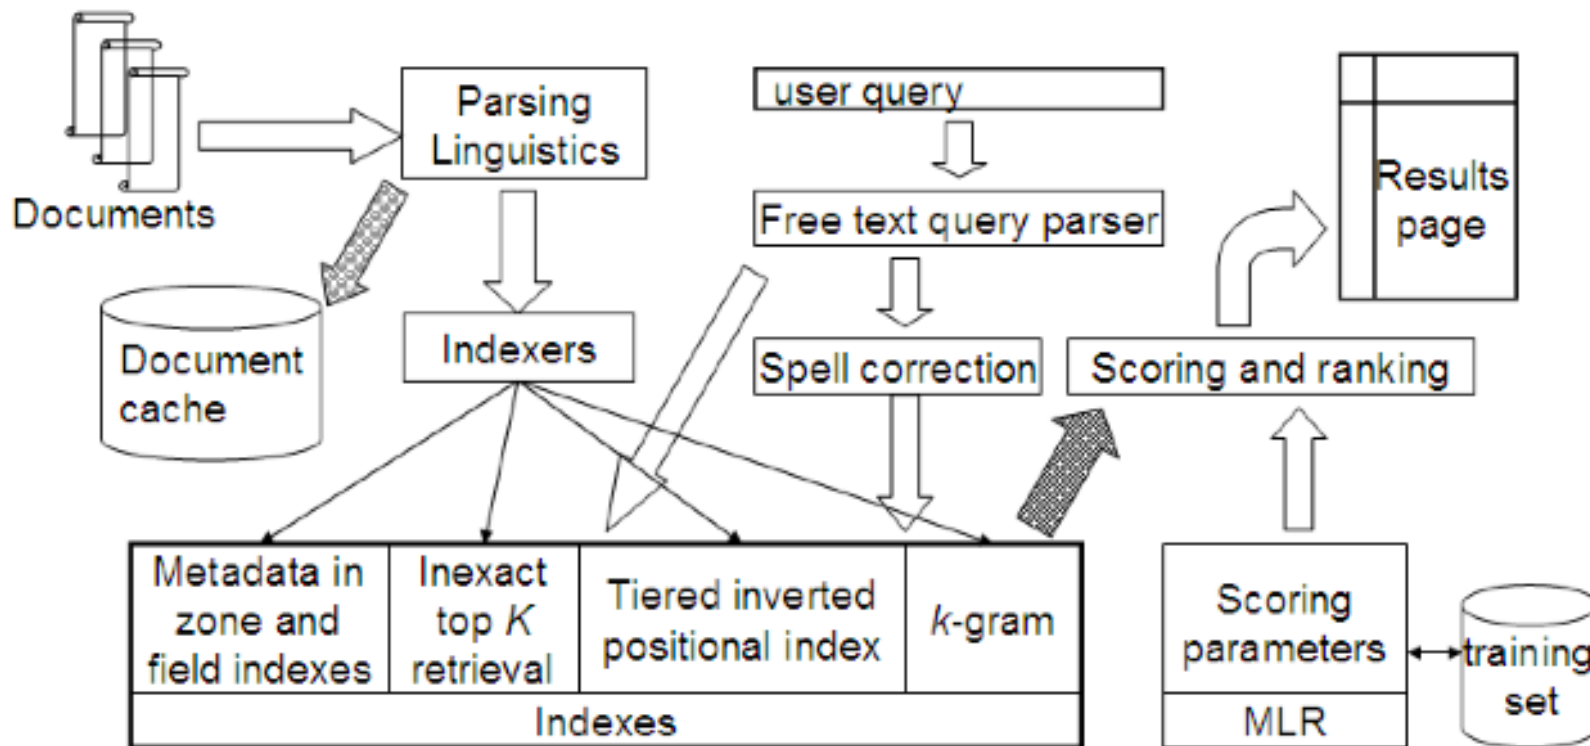 Documents
Parsing
Linguistics
user query
Free text query parser
Results
page
Document
cache
Indexers
Spell correction
Scoring and ranking
Metadata in
zone and
field indexes
Inexact
top K
retrieval
Tiered inverted
positional index
k-gram
Indexes
Scoring
parameters
MLR
training
set